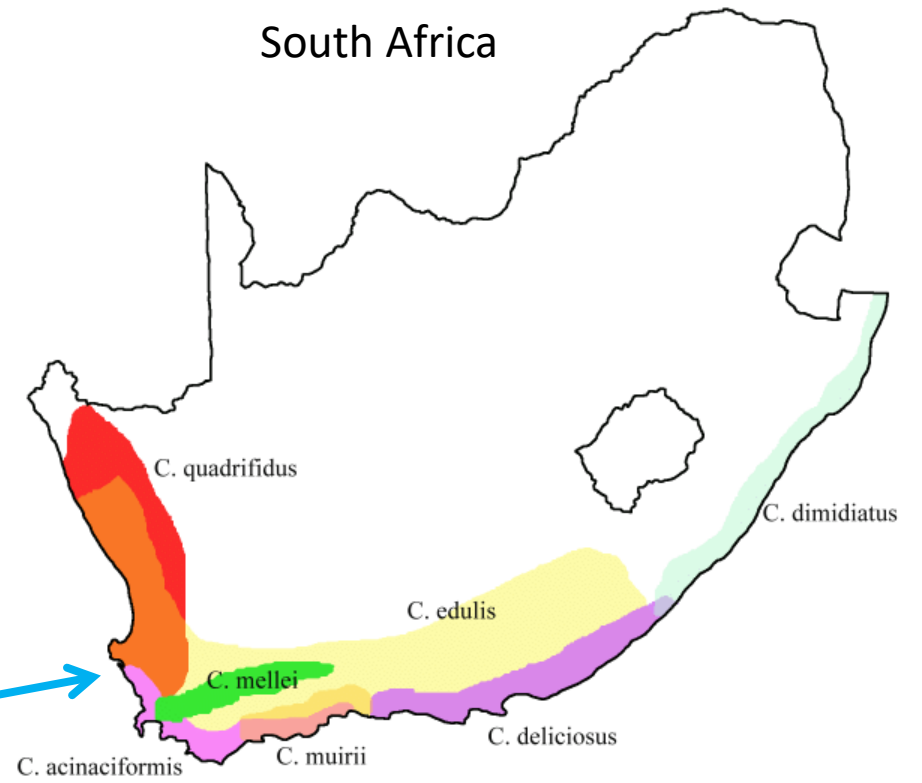 South Africa
C. quadrifidus
C. dimidiatus
C. edulis
C. mellei
C. deliciosus
C. muirii
C. acinaciformis